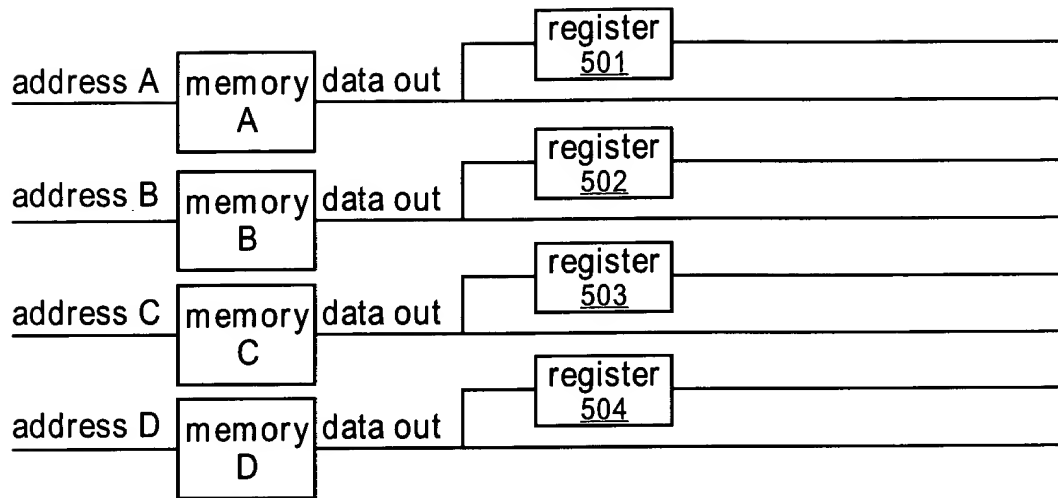 register
501
address A
memory
A
data out
register
502
address B
memory
B
data out
register
503
address C
memory
C
data out
register
504
address D
memory
D
data out